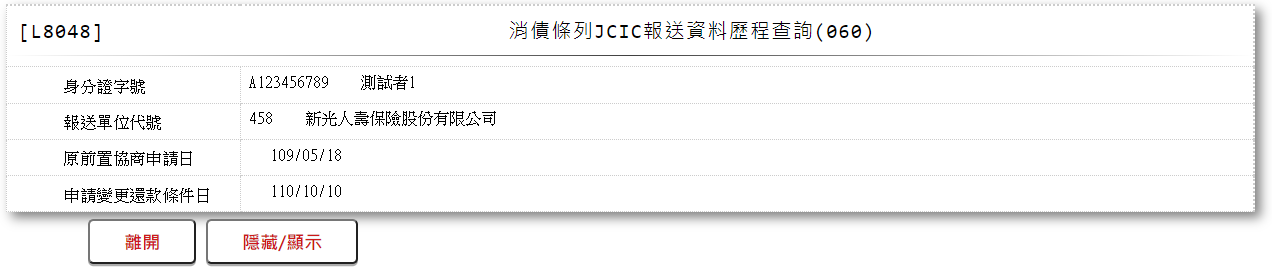 [L8048] 消債條列JCIC報送資料歷程查詢(060)
身分證字號 A123456789 測試者1
報送單位代號 458 新光人壽保險股份有限公司
原前置協商申請日 109/05/18
申請變更還款條件日 110/10/10
離開 隱藏/顯示